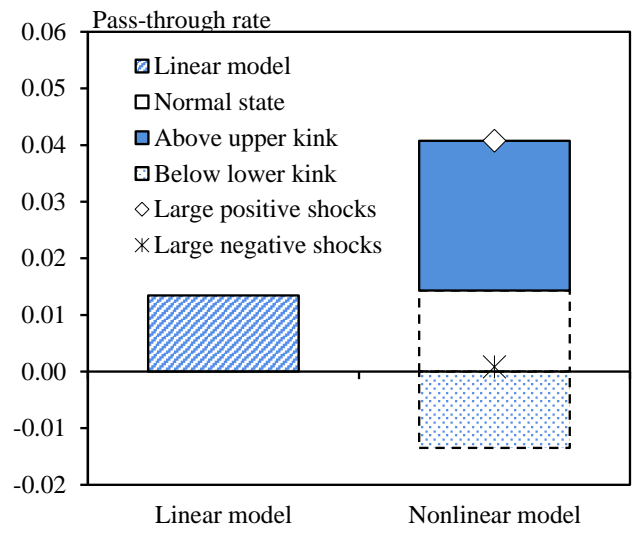 Pass-through rate
0.06
0.05
0.04
0.03
0.02
0.01
0.00
-0.01
-0.02
Linear model
Normal state
Above upper kink
Below lower kink
Large positive shocks
Large negative shocks
Linear model
Nonlinear model